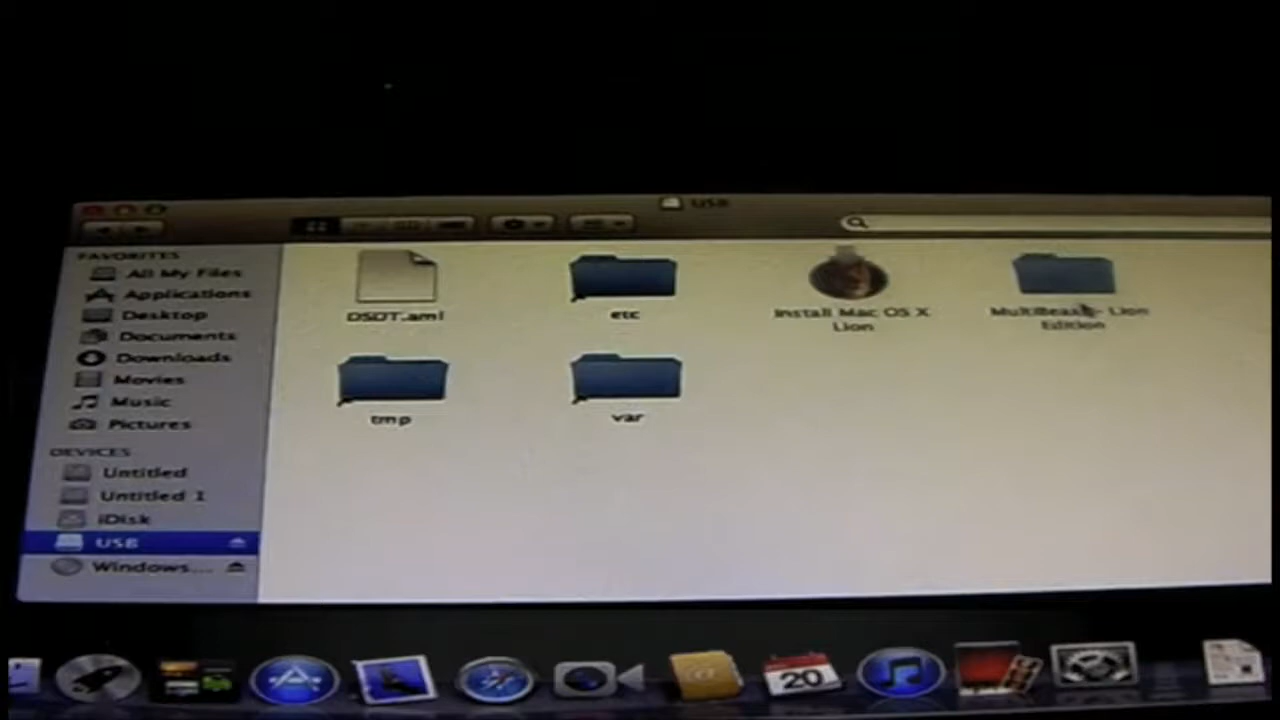 USB
FAVORITES
All My Files
Applications
Desktop
Documents
Downloads
Movies
Music
Pictures
DEVICES
Untitled
Untitled 1
iDisk
USB
Windows...
DSDT.aml
etc
Install Mac OS X
Lion
MultiBeast - Lion
Edition
tmp
var
20